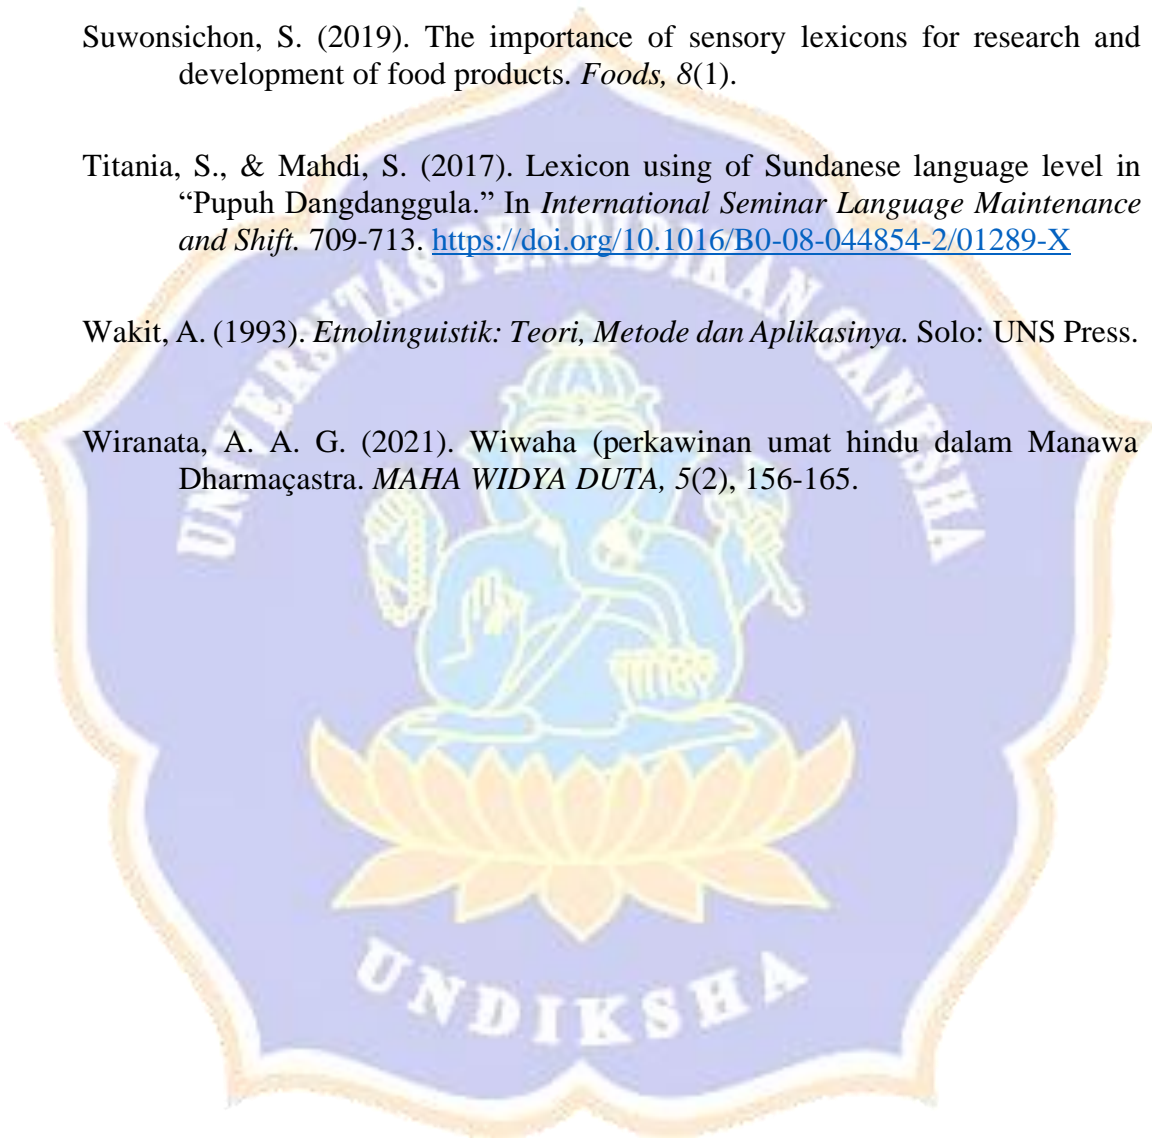 Suwonsichon, S. (2019). The importance of sensory lexicons for research and
development of food products. Foods, 8(1).
Titania, S., & Mahdi, S. (2017). Lexicon using of Sundanese language level in
“Pupuh Dangdanggula.” In International Seminar Language Maintenance
and Shift. 709-713. https://doi.org/10.1016/B0-08-044854-2/01289-X
Wakit, A. (1993). Etnolinguistik: Teori, Metode dan Aplikasinya. Solo: UNS Press.
Wiranata, A. A. G. (2021). Wiwaha (perkawinan umat hindu dalam Manawa
Dharmaçastra. MAHA WIDYA DUTA, 5(2), 156-165.
UNIVERSITAS PENDIDIKAN GANESHA
UNDIKSHA